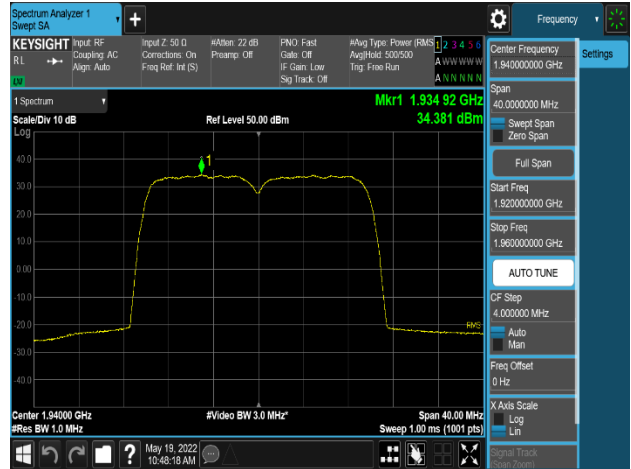 Spectrum Analyzer 1
Swept SA
+
Frequency
KEYSIGHT
RL
Input: RF
Coupling: AC
Align: Auto
Input Z: 50 Ω
Corrections: On
Freq Ref: Int (S)
#Atten: 22 dB
Preamp: Off
PNO: Fast
Gate: Off
IF Gain: Low
Sig Track: Off
#Avg Type: Power (RMS
Avg|Hold: 500/500
Trig: Free Run
1 2 3 4 5 6
A W W W W W
A N N N N N
1 Spectrum
Mkr1 1.934 92 GHz
Scale/Div 10 dB
Ref Level 50.00 dBm
34.381 dBm
Log
40.0
30.0
20.0
10.0
0.00
-10.0
-20.0
-30.0
-40.0
1
RMS
Center 1.94000 GHz
#Video BW 3.0 MHz*
Span 40.00 MHz
#Res BW 1.0 MHz
Sweep 1.00 ms (1001 pts)
?
May 19, 2022
10:48:18 AM
Center Frequency
1.940000000 GHz
Settings
Span
40.0000000 MHz
Swept Span
Zero Span
Full Span
Start Freq
1.920000000 GHz
Stop Freq
1.960000000 GHz
AUTO TUNE
CF Step
4.000000 MHz
Auto
Man
Freq Offset
0 Hz
X Axis Scale
Log
Lin
Signal Track
(Span Zoom)